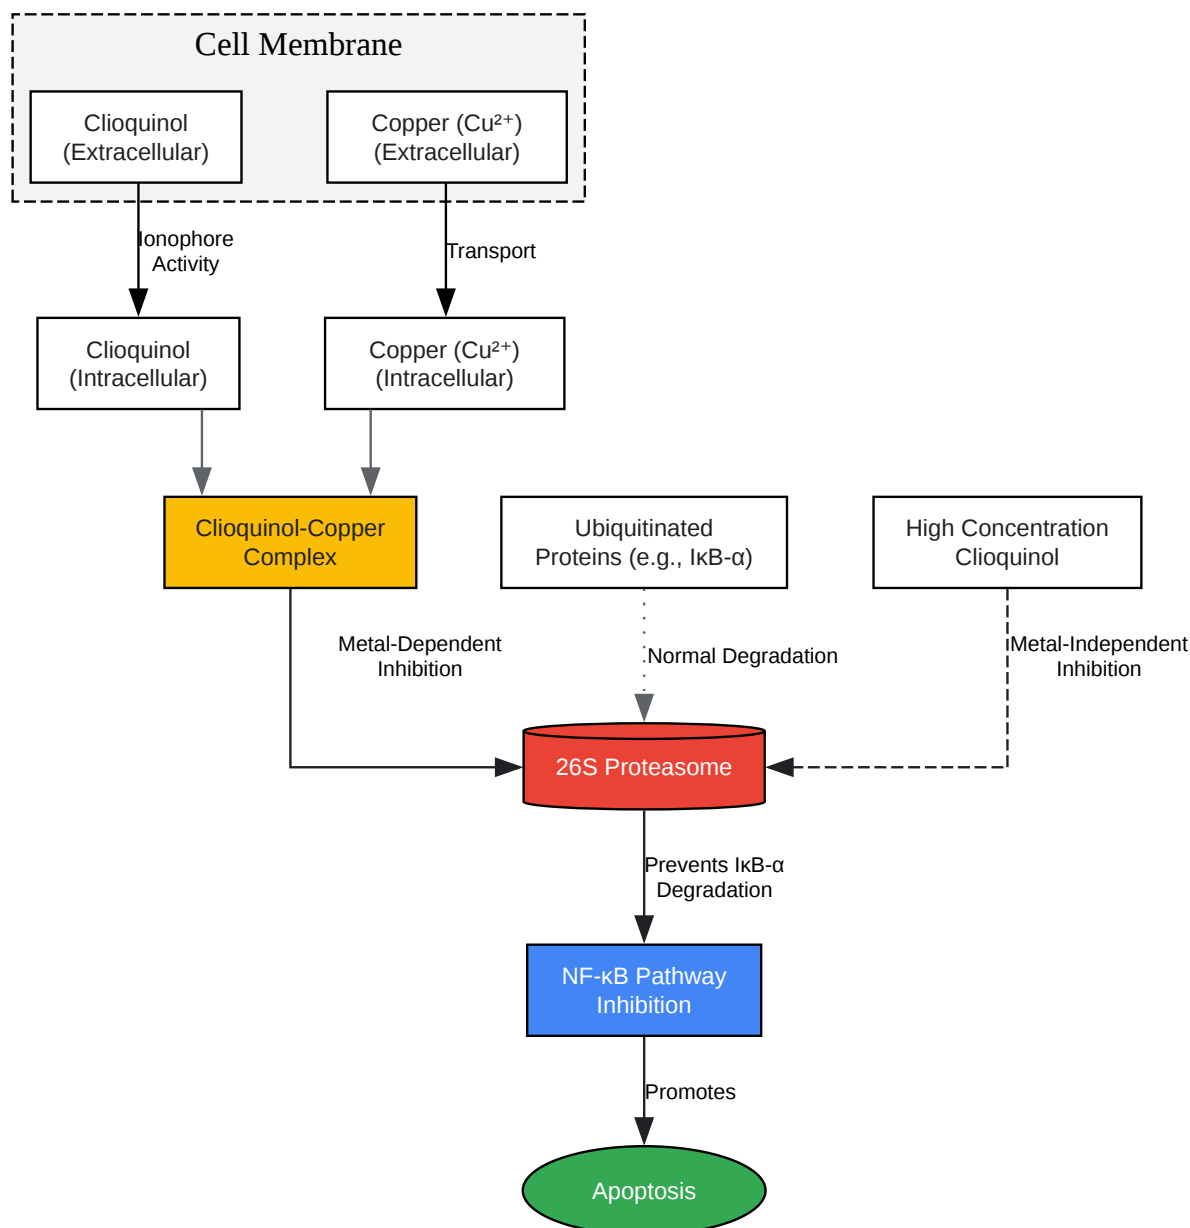 Cell Membrane
Clioquinol
(Extracellular)
Copper (Cu²⁺)
(Extracellular)
Ionophore
Activity
Transport
Clioquinol
(Intracellular)
Copper (Cu²⁺)
(Intracellular)
Clioquinol-Copper
Complex
Ubiquitinated
Proteins (e.g., IκB-α)
High Concentration
Clioquinol
Metal-Dependent
Inhibition
Normal Degradation
Metal-Independent
Inhibition
26S Proteasome
Prevents IκB-α
Degradation
NF-κB Pathway
Inhibition
Promotes
Apoptosis